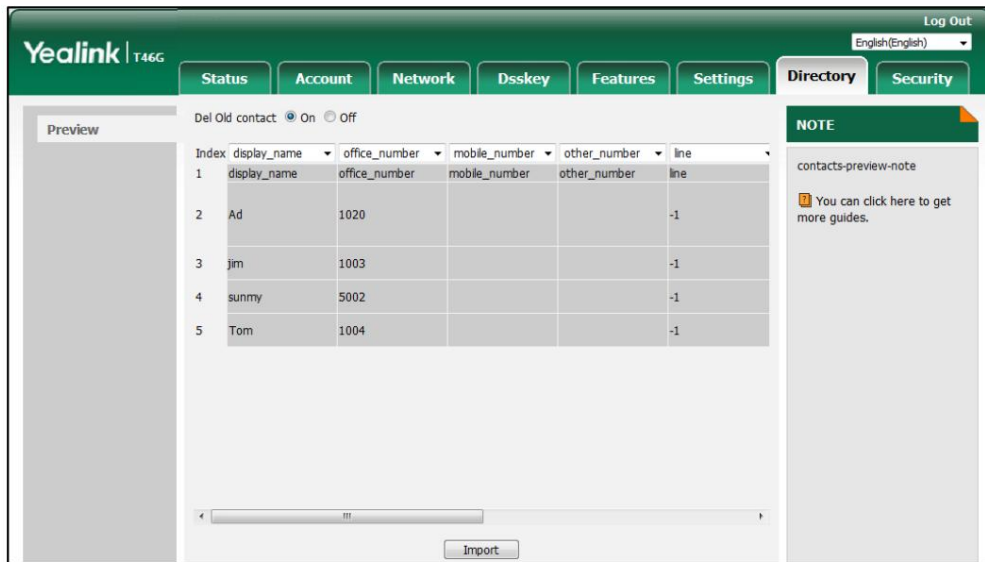 Log Out
Yealink | T46G
English(English)
Status Account Network Dsskey Features Settings Directory Security
Preview
Del Old contact On Off
NOTE
Index display_name office_number mobile_number other_number line
1 display_name office_number mobile_number other_number line
2 Ad 1020 -1
3 jim 1003 -1
4 sunmy 5002 -1
5 Tom 1004 -1
contacts-preview-note
You can click here to get
more guides.
Import